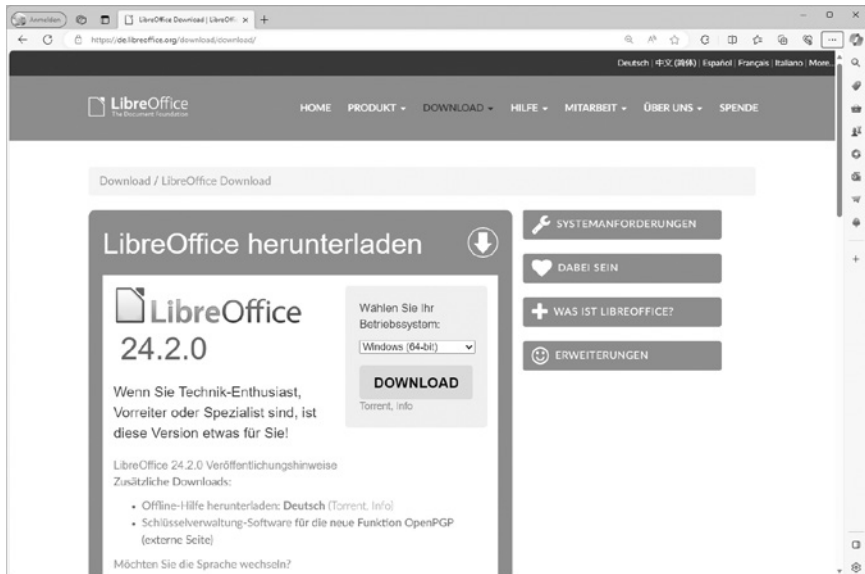 Anmelden
LibreOffice Download | LibreOffi
https://de.libreoffice.org/download/download/
Deutsch | 中文 (简体) | Español | Français | Italiano | More...
LibreOffice
The Document Foundation
HOME PRODUKT DOWNLOAD HILFE MITARBEIT ÜBER UNS SPENDE
Download / LibreOffice Download
LibreOffice herunterladen
LibreOffice
24.2.0
Wenn Sie Technik-Enthusiast,
Vorreiter oder Spezialist sind, ist
diese Version etwas für Sie!
Wählen Sie Ihr
Betriebssystem:
Windows (64-bit)
DOWNLOAD
Torrent, Info
LibreOffice 24.2.0 Veröffentlichungshinweise
Zusätzliche Downloads:
• Offline-Hilfe herunterladen: Deutsch (Torrent, Info)
• Schlüsselverwaltung-Software für die neue Funktion OpenPGP
(externe Seite)
Möchten Sie die Sprache wechseln?
SYSTEMANFORDERUNGEN
DABEI SEIN
WAS IST LIBREOFFICE?
ERWEITERUNGEN